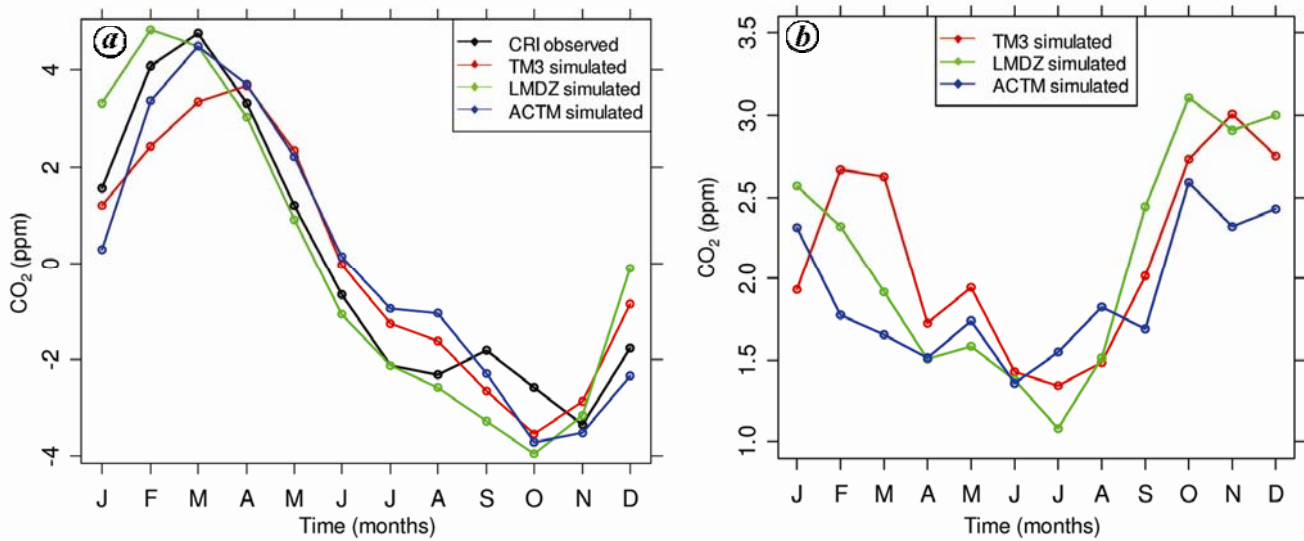 a
CRI observed
TM3 simulated
LMDZ simulated
ACTM simulated
4
2
0
-2
-4
CO2 (ppm)
J F M A M J J A S O N D
Time (months)
b
TM3 simulated
LMDZ simulated
ACTM simulated
3.5
3.0
2.5
2.0
1.5
1.0
CO2 (ppm)
J F M A M J J A S O N D
Time (months)